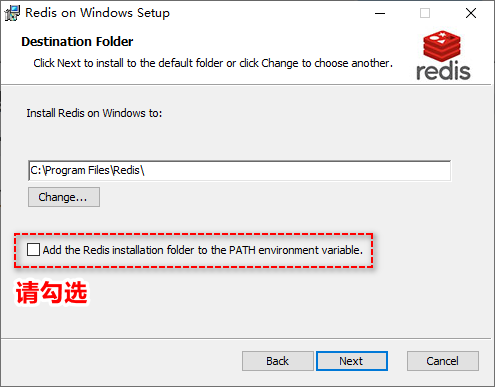 Redis on Windows Setup
Destination Folder
Click Next to install to the default folder or click Change to choose another.
redis
Install Redis on Windows to:
C:\Program Files\Redis\
Change...
Add the Redis installation folder to the PATH environment variable.
请勾选
Back
Next
Cancel